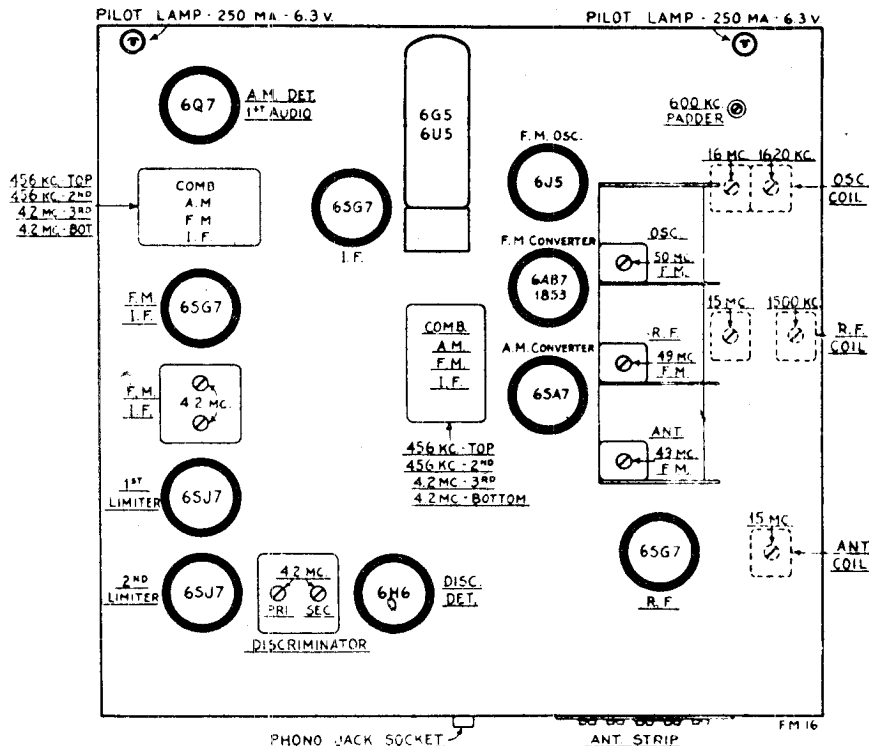 PILOT LAMP - 250 MA - 6.3 V.
PILOT LAMP - 250 MA - 6.3 V.
6Q7
A.M. DET.
1ST AUDIO
6G5
6U5
600 KC.
PADDER
F.M. OSC.
6J5
16 MC.
1620 KC.
OSC.
COIL
456 KC. TOP
456 KC. - 2ND
4.2 MC - 3RD
4.2 MC - BOT
COMB
A.M
F M
I.F.
6SG7
I.F.
F.M CONVERTER
6AB7
1853
OSC.
50 MC.
F.M.
F.M.
I.F.
6SG7
COMB.
A.M.
F.M.
I.F.
A.M. CONVERTER
6SA7
R.F.
49 MC
F.M.
15 MC.
1500 KC.
R.F.
COIL
F.M.
I.F.
4.2 MC.
456 KC. - TOP
456 KC - 2ND
4.2 MC - 3RD
4.2 MC - BOTTOM
ANT.
43 MC.
F.M.
1ST
LIMITER
6SJ7
6SG7
R.F.
15 MC.
ANT.
COIL
2ND
LIMITER
6SJ7
4.2 MC.
PRI.
SEC.
DISCRIMINATOR
6H6
DISC.
DET.
PHONO JACK SOCKET
ANT. STRIP
FM 16